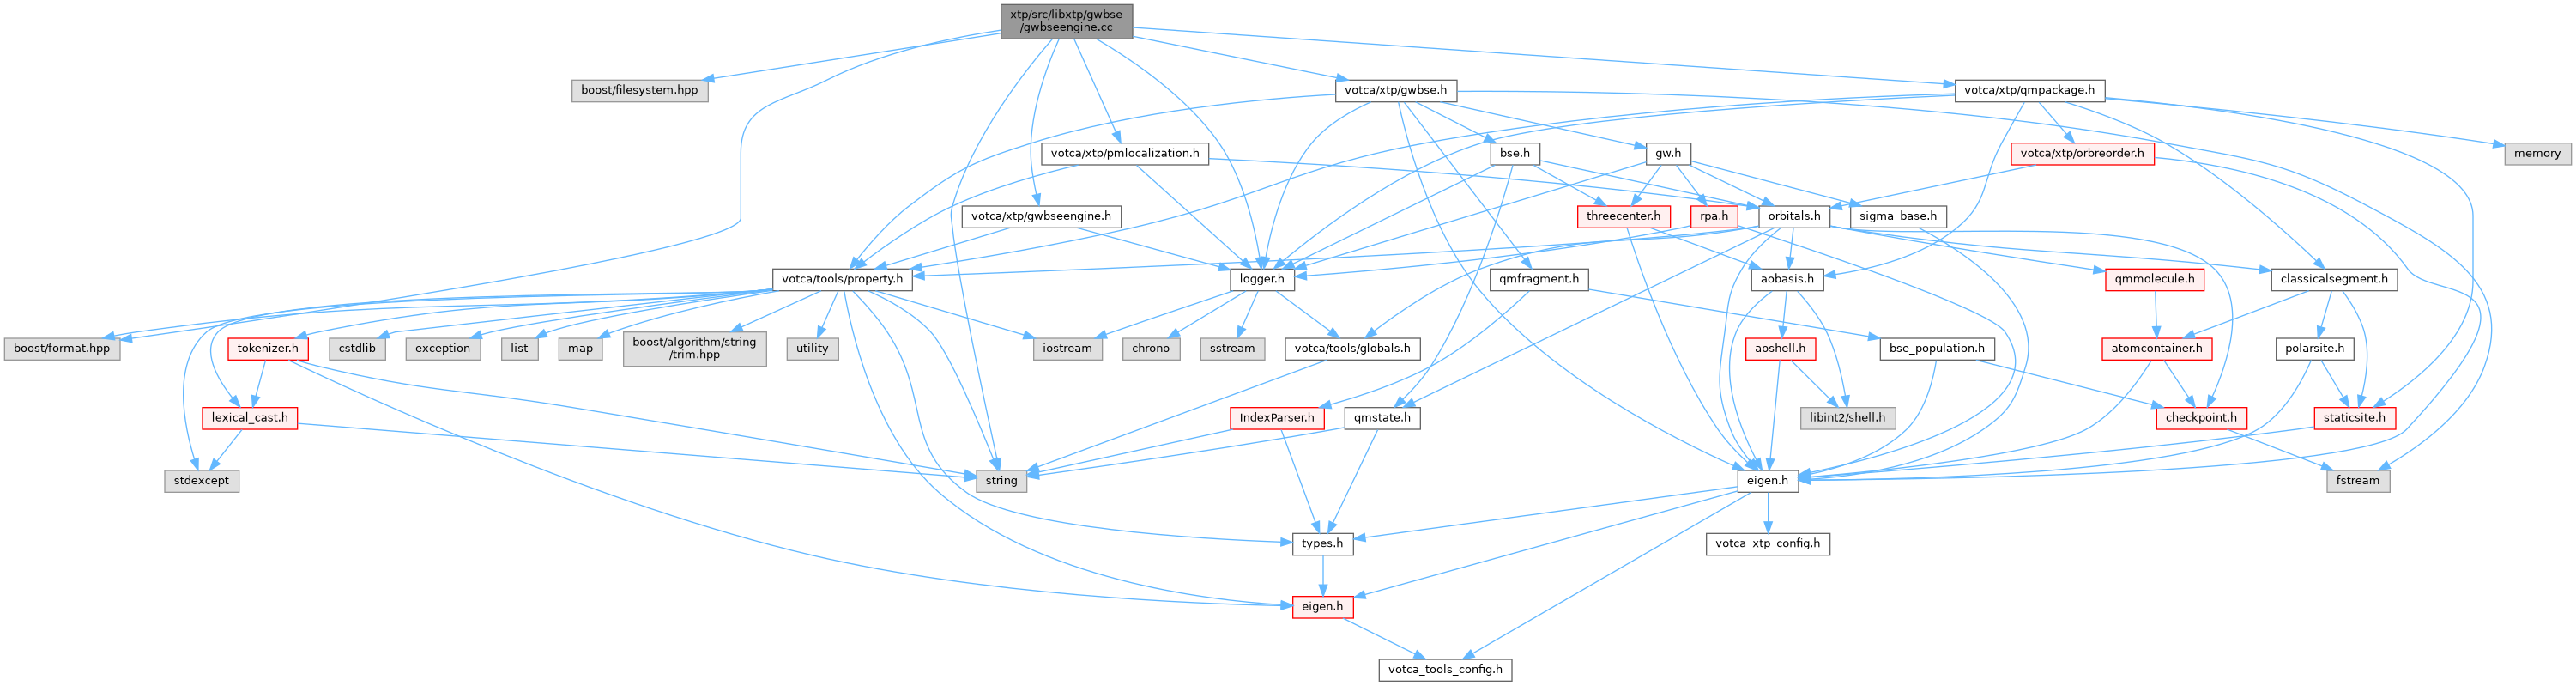 xtp/src/libxtp/gwbse
/gwbseengine.cc
boost/filesystem.hpp
votca/xtp/gwbse.h
votca/xtp/qmpackage.h
votca/xtp/pmlocalization.h
bse.h
gw.h
votca/xtp/orbreorder.h
memory
votca/xtp/gwbseengine.h
threecenter.h
rpa.h
orbitals.h
sigma_base.h
votca/tools/property.h
logger.h
qmfragment.h
aobasis.h
qmmolecule.h
classicalsegment.h
boost/format.hpp
tokenizer.h
cstdlib
exception
list
map
boost/algorithm/string
/trim.hpp
utility
iostream
chrono
sstream
votca/tools/globals.h
aoshell.h
bse_population.h
atomcontainer.h
polarsite.h
lexical_cast.h
IndexParser.h
qmstate.h
libint2/shell.h
checkpoint.h
staticsite.h
stdexcept
string
eigen.h
fstream
types.h
votca_xtp_config.h
eigen.h
votca_tools_config.h